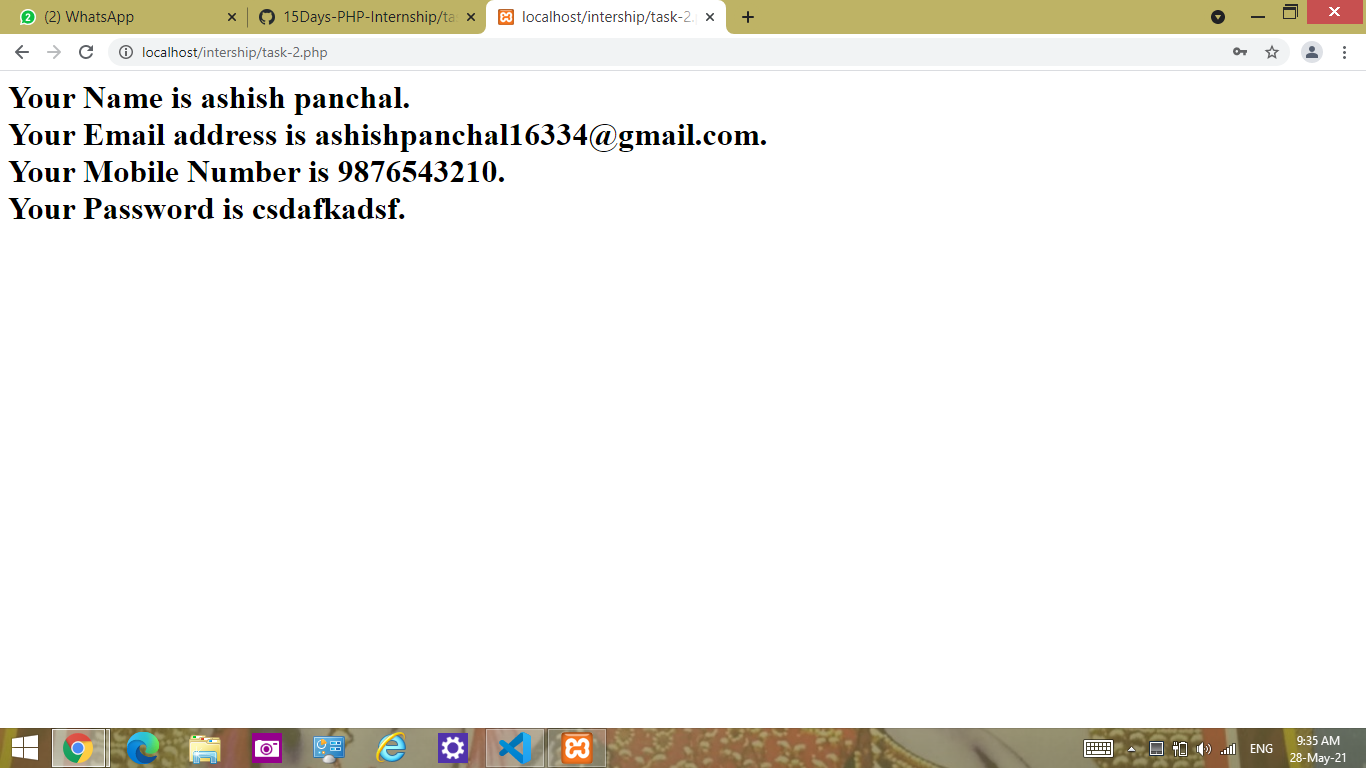 2 (2) WhatsApp
15Days-PHP-Internship/ta
localhost/intership/task-2.
localhost/intership/task-2.php
Your Name is ashish panchal.
Your Email address is ashishpanchal16334@gmail.com.
Your Mobile Number is 9876543210.
Your Password is csdafkadsf.
ENG
9:35 AM
28-May-21